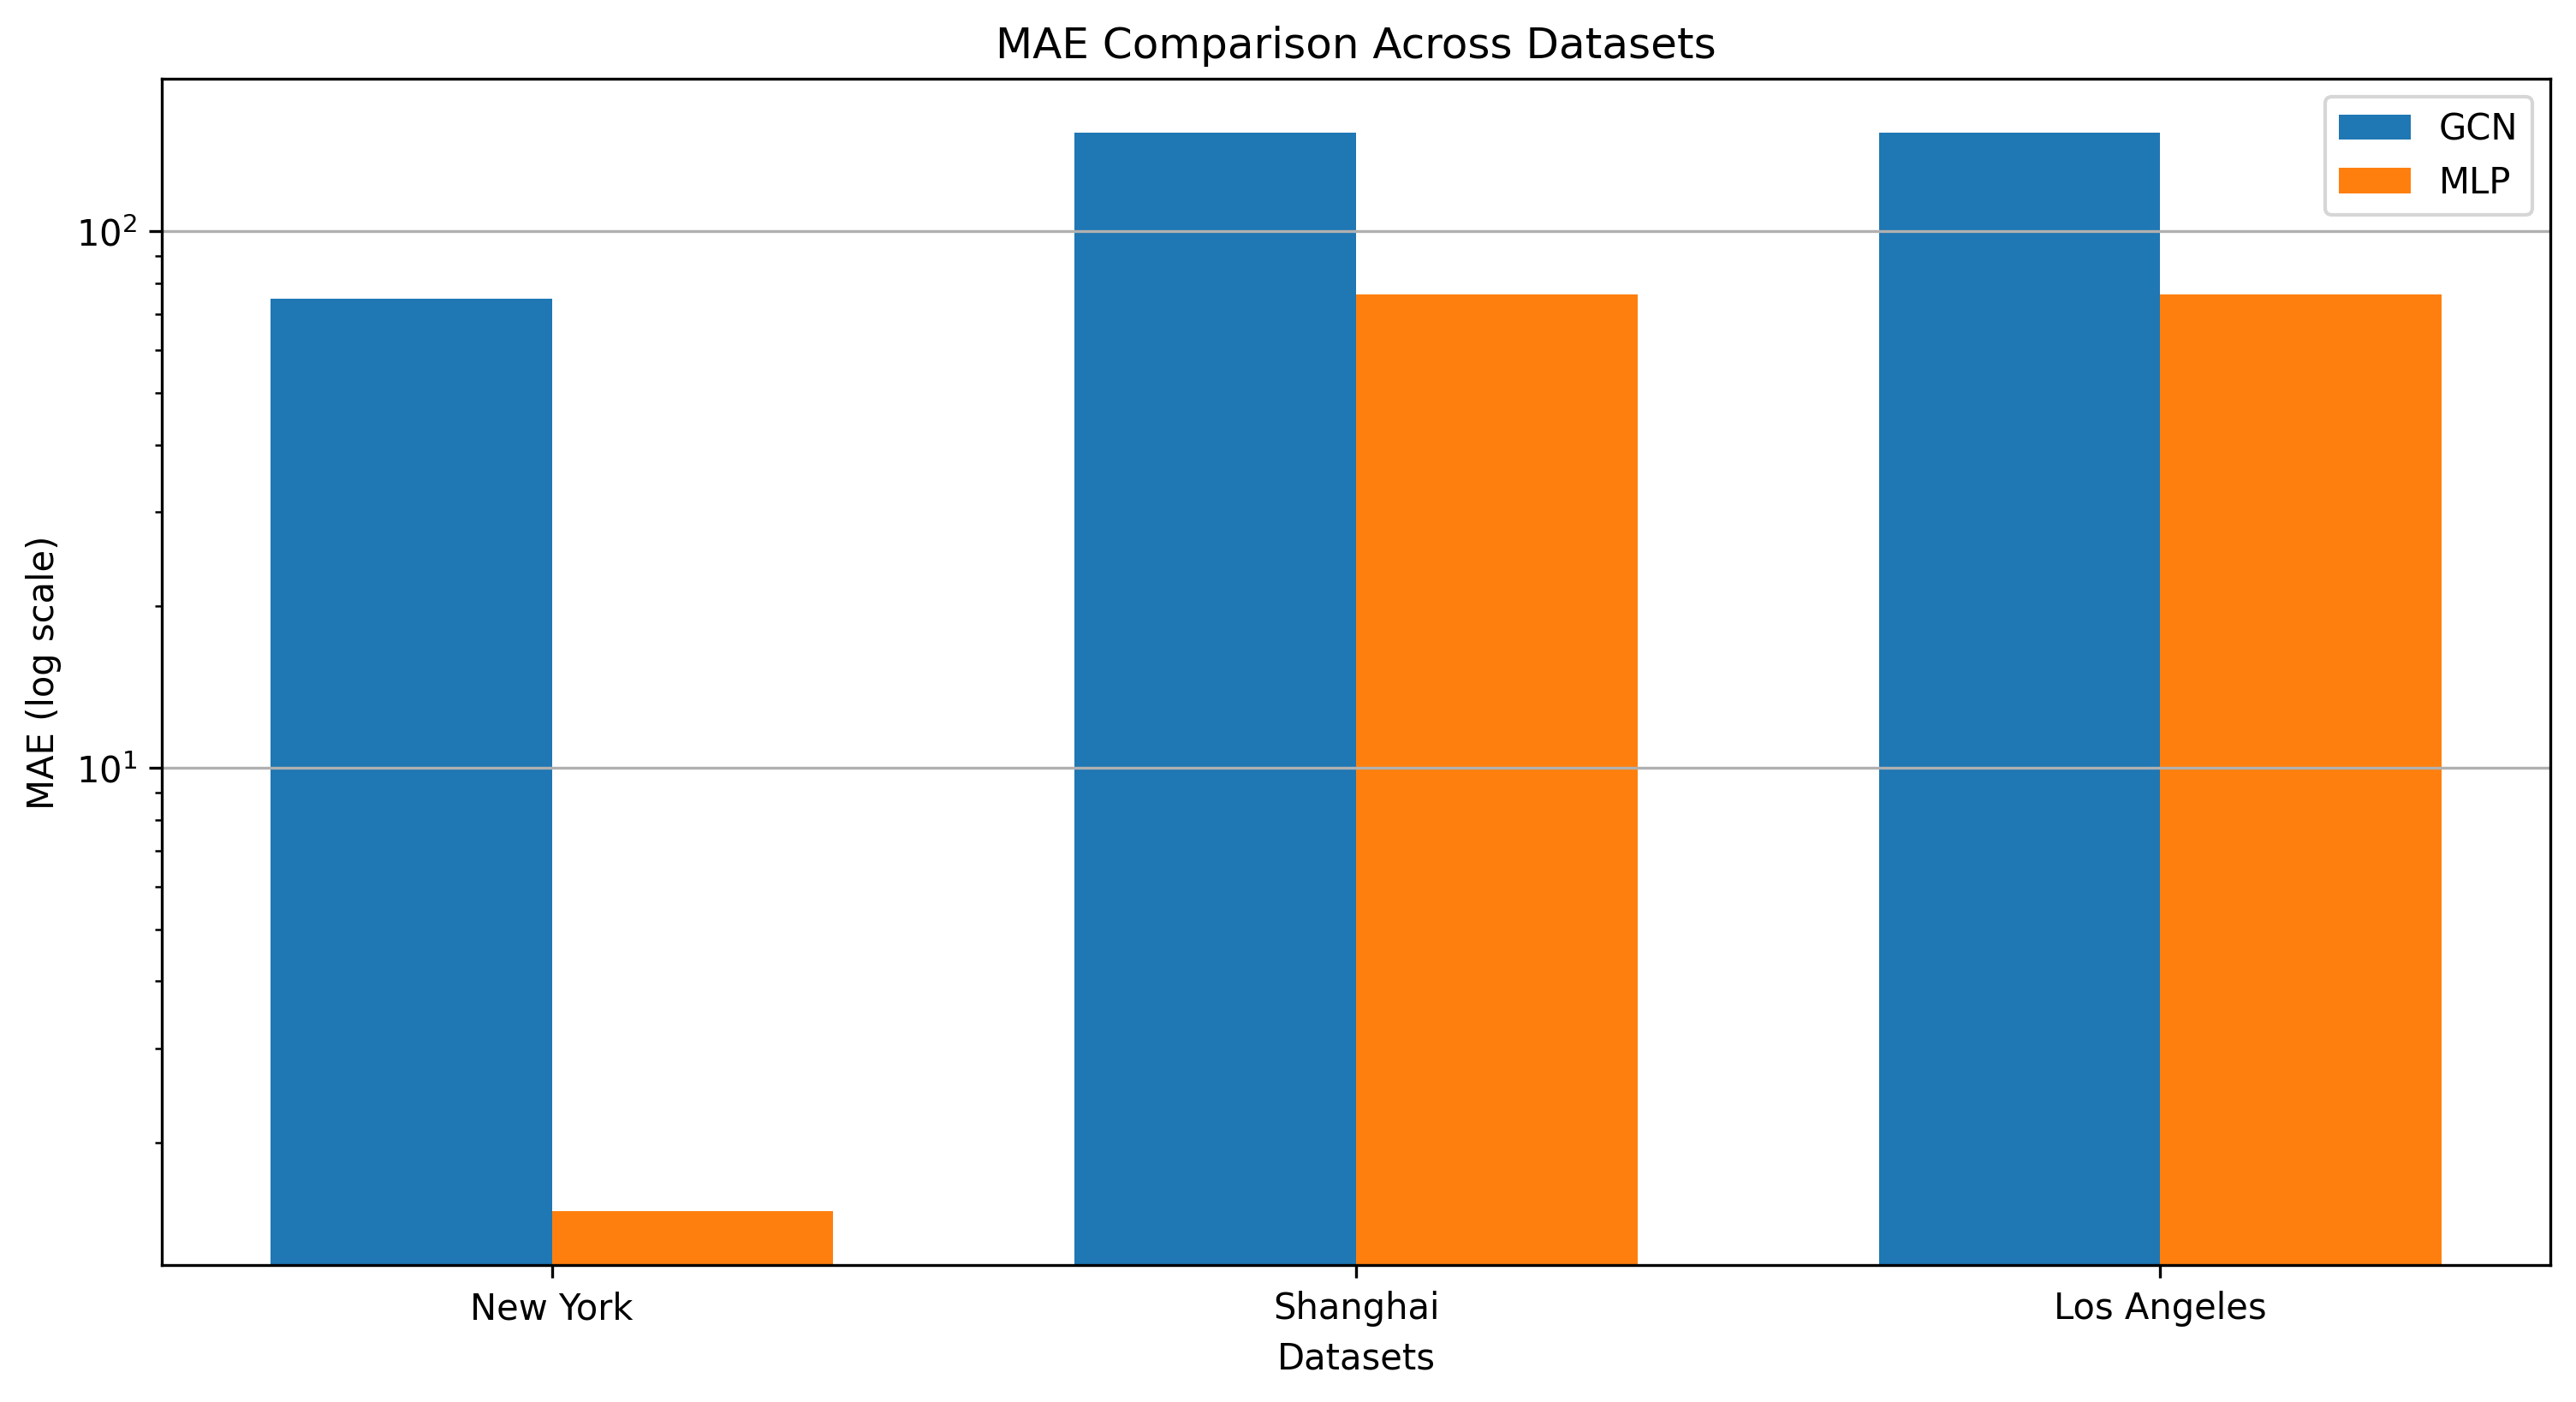 MAE Comparison Across Datasets
GCN
MLP
10²
10¹
MAE (log scale)
New York
Shanghai
Los Angeles
Datasets